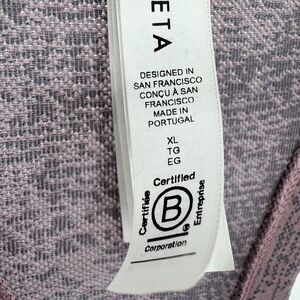 ETA
DESIGNED IN
SAN FRANCISCO
CONÇU À SAN
FRANCISCO
MADE IN
PORTUGAL
XL
TG
EG
Certified
Certifiée
B
Entreprise
Corporation